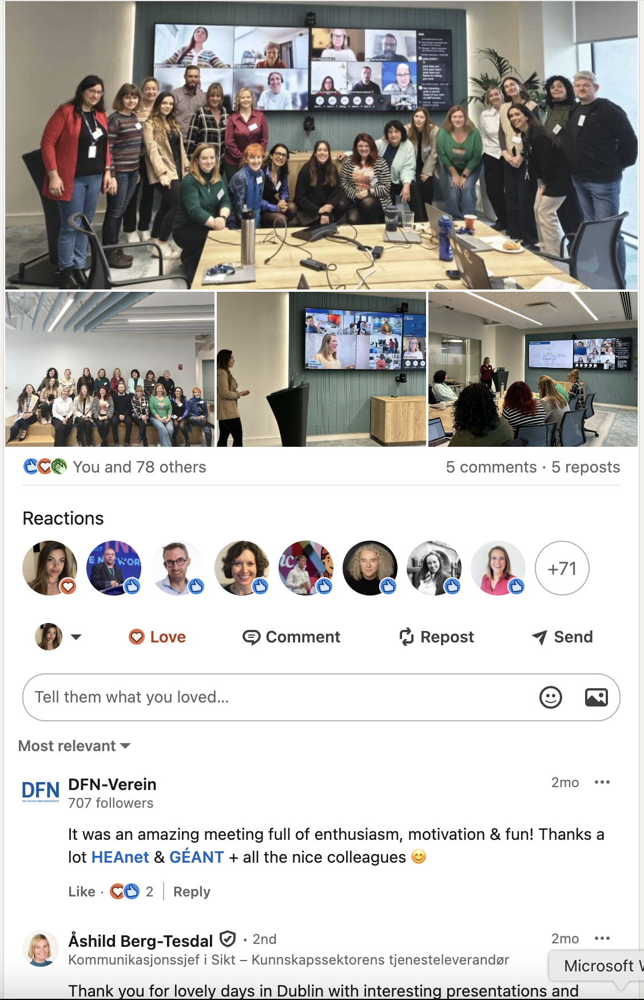 You and 78 others
5 comments · 5 reposts
Reactions
+71
Love
Comment
Repost
Send
Tell them what you loved...
Most relevant
DFN
DEUTSCHES FORSCHUNGSNETZ
DFN-Verein
2mo
707 followers
It was an amazing meeting full of enthusiasm, motivation & fun! Thanks a
lot HEAnet & GÉANT + all the nice colleagues 😊
Like · 2 | Reply
Åshild Berg-Tesdal · 2nd
2mo
Kommunikasjonssjef i Sikt – Kunnskapssektorens tjenesteleverandør
Microsoft
Thank you for lovely days in Dublin with interesting presentations and